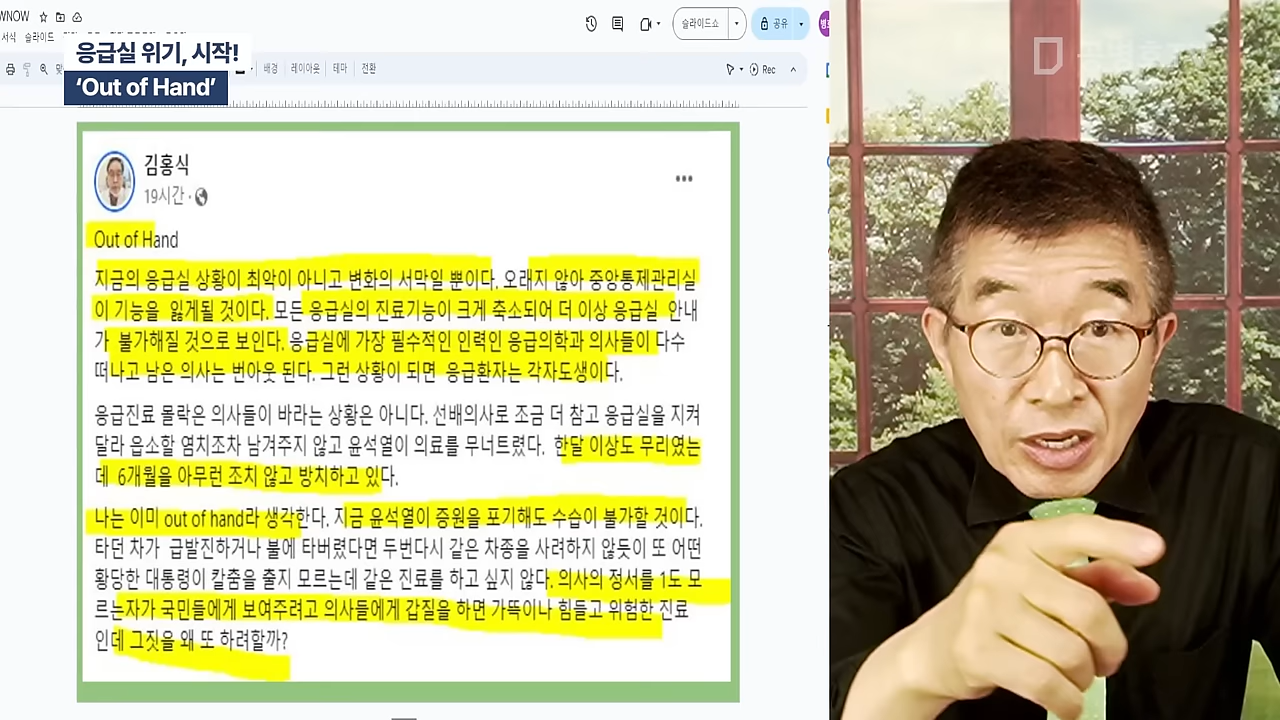 WNOW
서식 슬라이드
슬라이드쇼
공유
응급실 위기, 시작!
‘Out of Hand’
배경 레이아웃 테마 전환
Rec
김홍식
19시간 ·
Out of Hand
지금의 응급실 상황이 최악이 아니고 변화의 서막일 뿐이다. 오래지 않아 중앙통제관리실
이 기능을 잃게될 것이다. 모든 응급실의 진료기능이 크게 축소되어 더 이상 응급실 안내
가 불가해질 것으로 보인다. 응급실에 가장 필수적인 인력인 응급의학과 의사들이 다수
떠나고 남은 의사는 번아웃 된다. 그런 상황이 되면 응급환자는 각자도생이다.
응급진료 몰락은 의사들이 바라는 상황은 아니다. 선배의사로 조금 더 참고 응급실을 지켜
달라 읍소할 염치조차 남겨주지 않고 윤석열이 의료를 무너트렸다. 한달 이상도 무리였는
데 6개월을 아무런 조치 않고 방치하고 있다.
나는 이미 out of hand라 생각한다. 지금 윤석열이 증원을 포기해도 수습이 불가할 것이다.
타던 차가 급발진하거나 불에 타버렸다면 두번다시 같은 차종을 사려하지 않듯이 또 어떤
황당한 대통령이 칼춤을 출지 모르는데 같은 진료를 하고 싶지 않다. 의사의 정서를 1도 모
르는자가 국민들에게 보여주려고 의사들에게 갑질을 하면 가뜩이나 힘들고 위험한 진료
인데 그짓을 왜 또 하려할까?